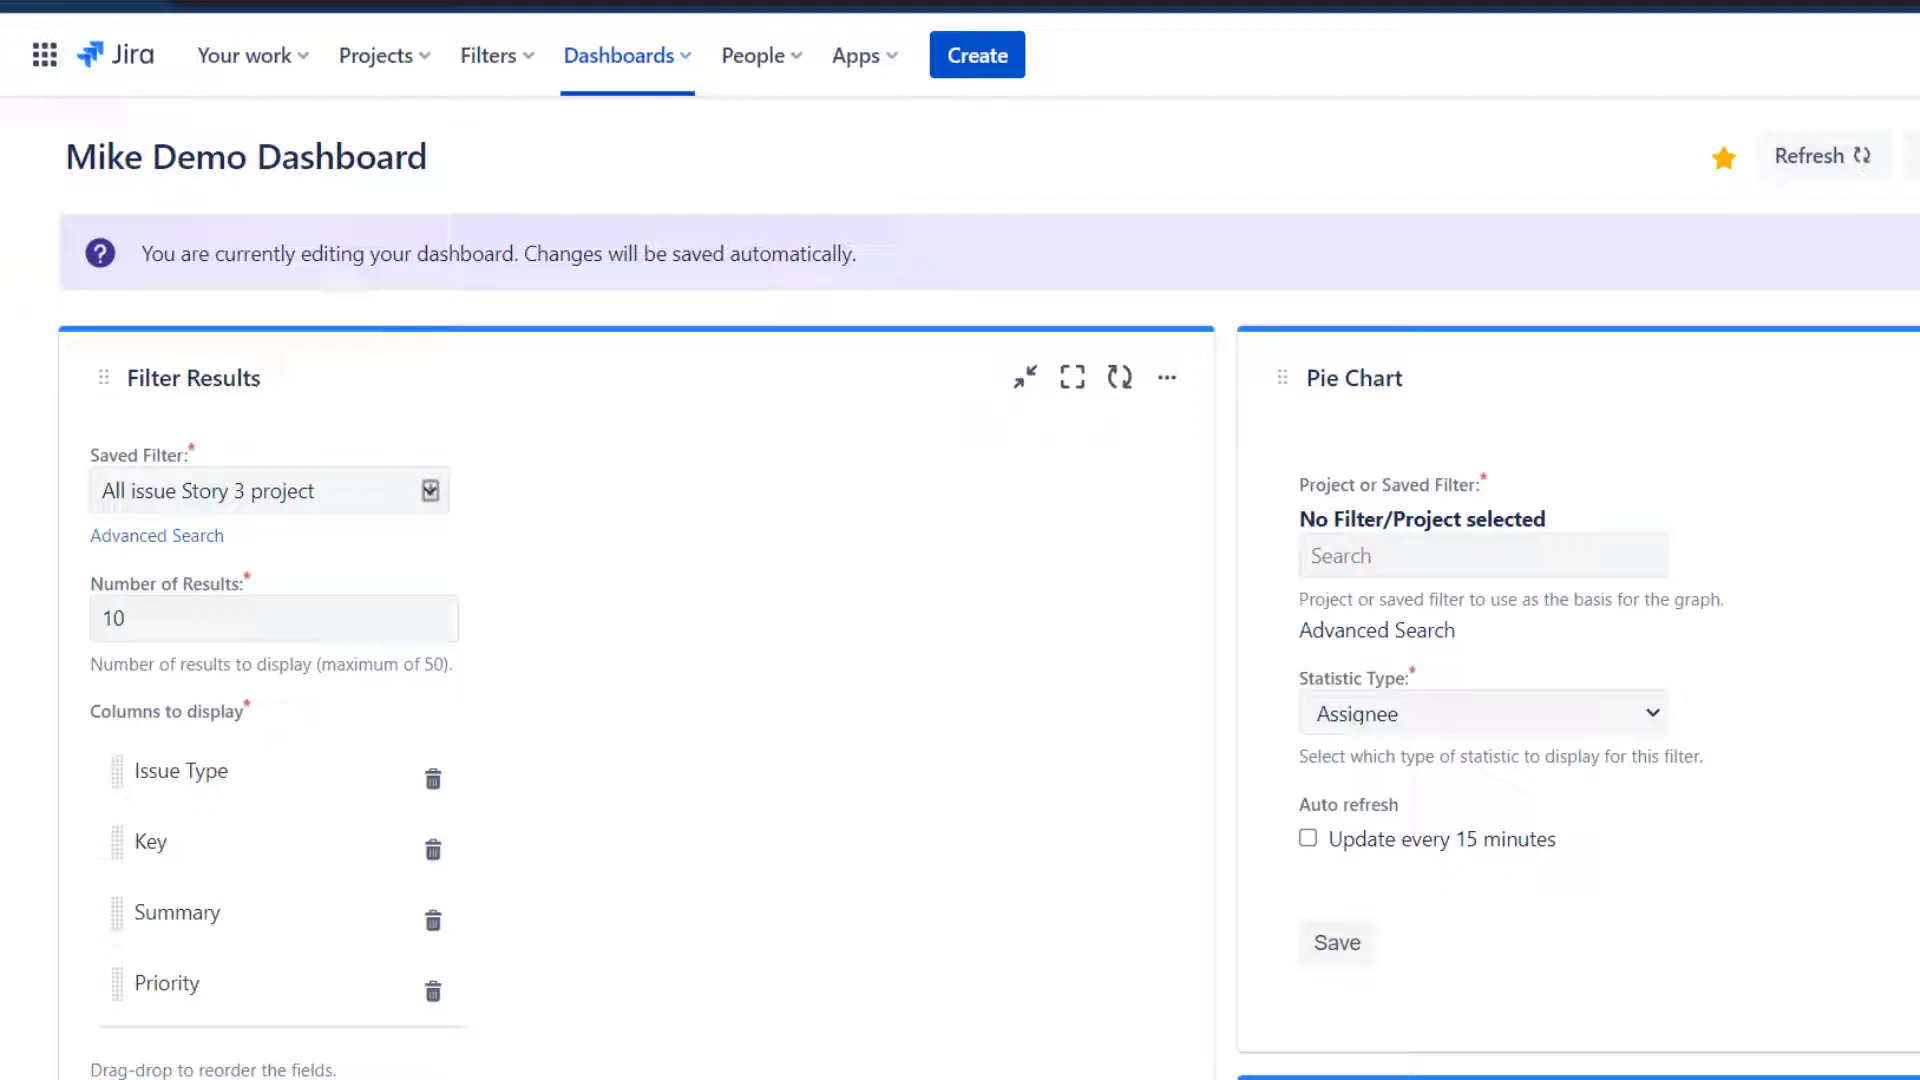 Jira
Your work
Projects
Filters
Dashboards
People
Apps
Create
Mike Demo Dashboard
Refresh
You are currently editing your dashboard. Changes will be saved automatically.
Filter Results
Saved Filter:*
All issue Story 3 project
Advanced Search
Number of Results:*
10
Number of results to display (maximum of 50).
Columns to display*
Issue Type
Key
Summary
Priority
Drag-drop to reorder the fields.
Pie Chart
Project or Saved Filter:*
No Filter/Project selected
Search
Project or saved filter to use as the basis for the graph.
Advanced Search
Statistic Type:*
Assignee
Select which type of statistic to display for this filter.
Auto refresh
Update every 15 minutes
Save